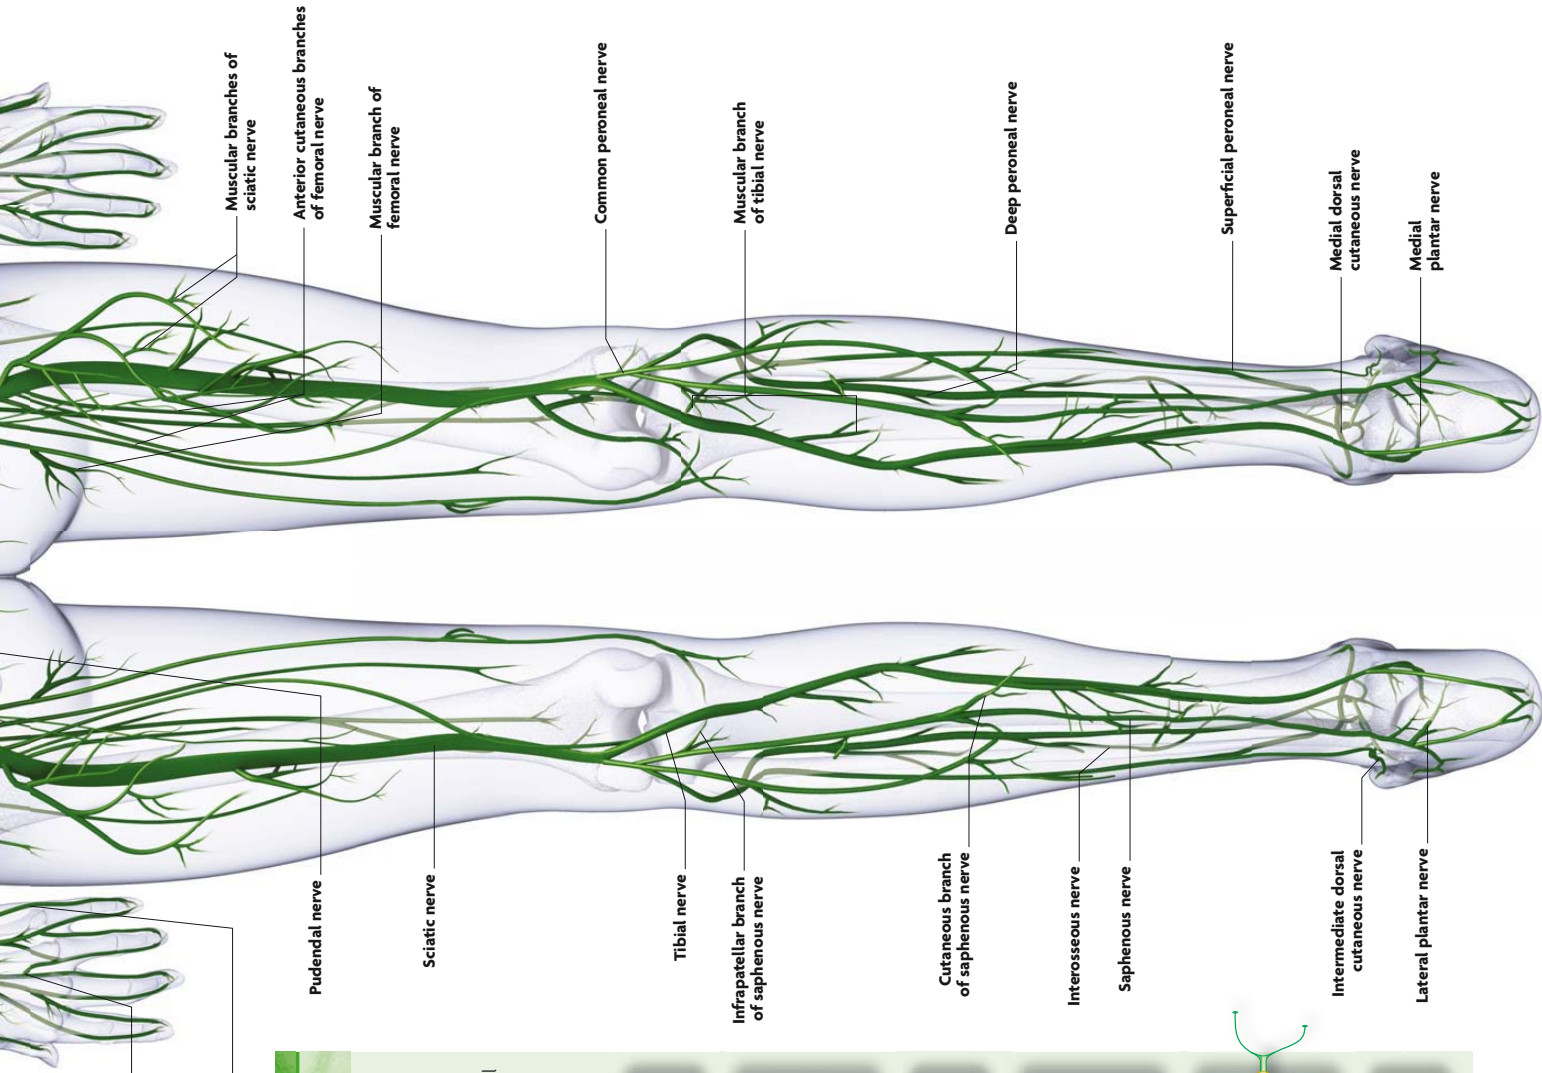 Muscular branches of
sciatic nerve
Anterior cutaneous branches
of femoral nerve
Muscular branch of
femoral nerve
Common peroneal nerve
Muscular branch
of tibial nerve
Deep peroneal nerve
Superficial peroneal nerve
Medial dorsal
cutaneous nerve
Medial
plantar nerve
Pudendal nerve
Sciatic nerve
Tibial nerve
Infrapatellar branch
of saphenous nerve
Cutaneous branch
of saphenous nerve
Interosseous nerve
Saphenous nerve
Intermediate dorsal
cutaneous nerve
Lateral plantar nerve